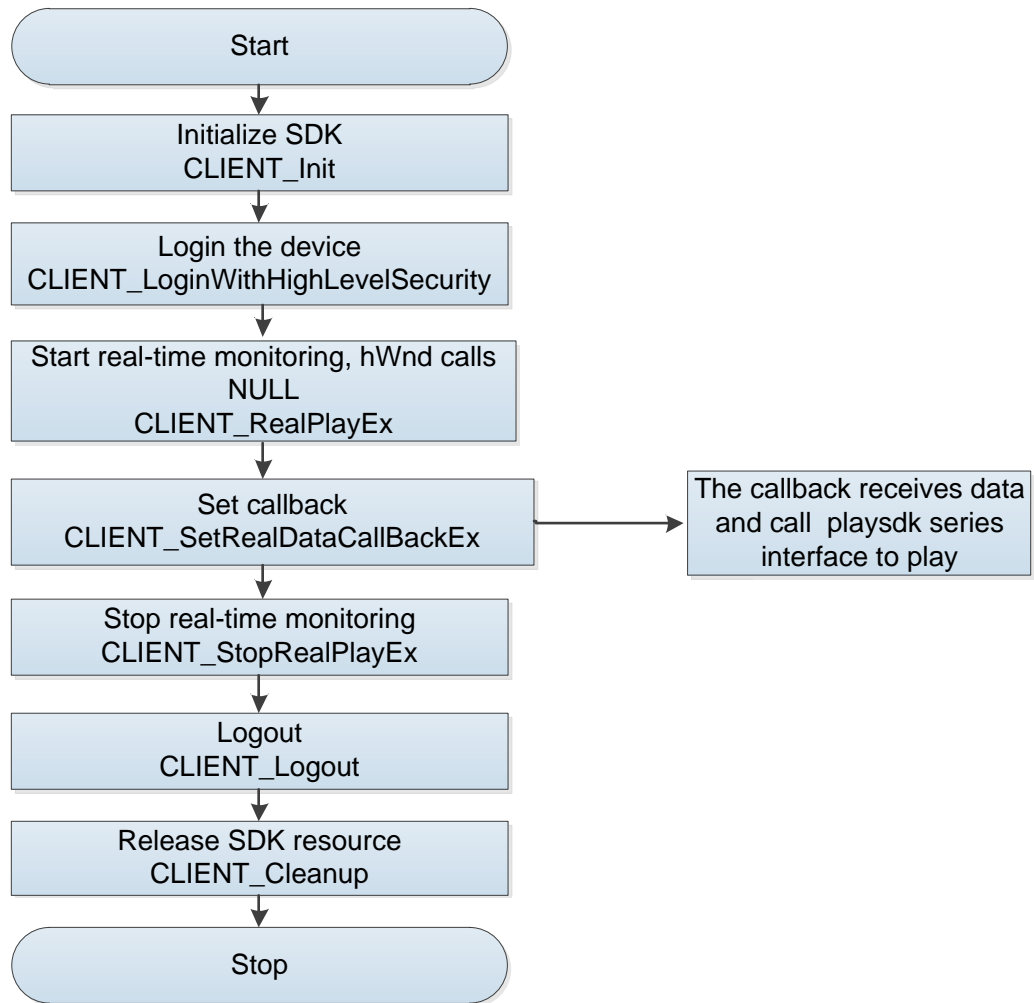 Start
Initialize SDK
CLIENT_Init
Login the device
CLIENT_LoginWithHighLevelSecurity
Start real-time monitoring, hWnd calls
NULL
CLIENT_RealPlayEx
Set callback
CLIENT_SetRealDataCallBackEx
The callback receives data
and call playsdk series
interface to play
Stop real-time monitoring
CLIENT_StopRealPlayEx
Logout
CLIENT_Logout
Release SDK resource
CLIENT_Cleanup
Stop